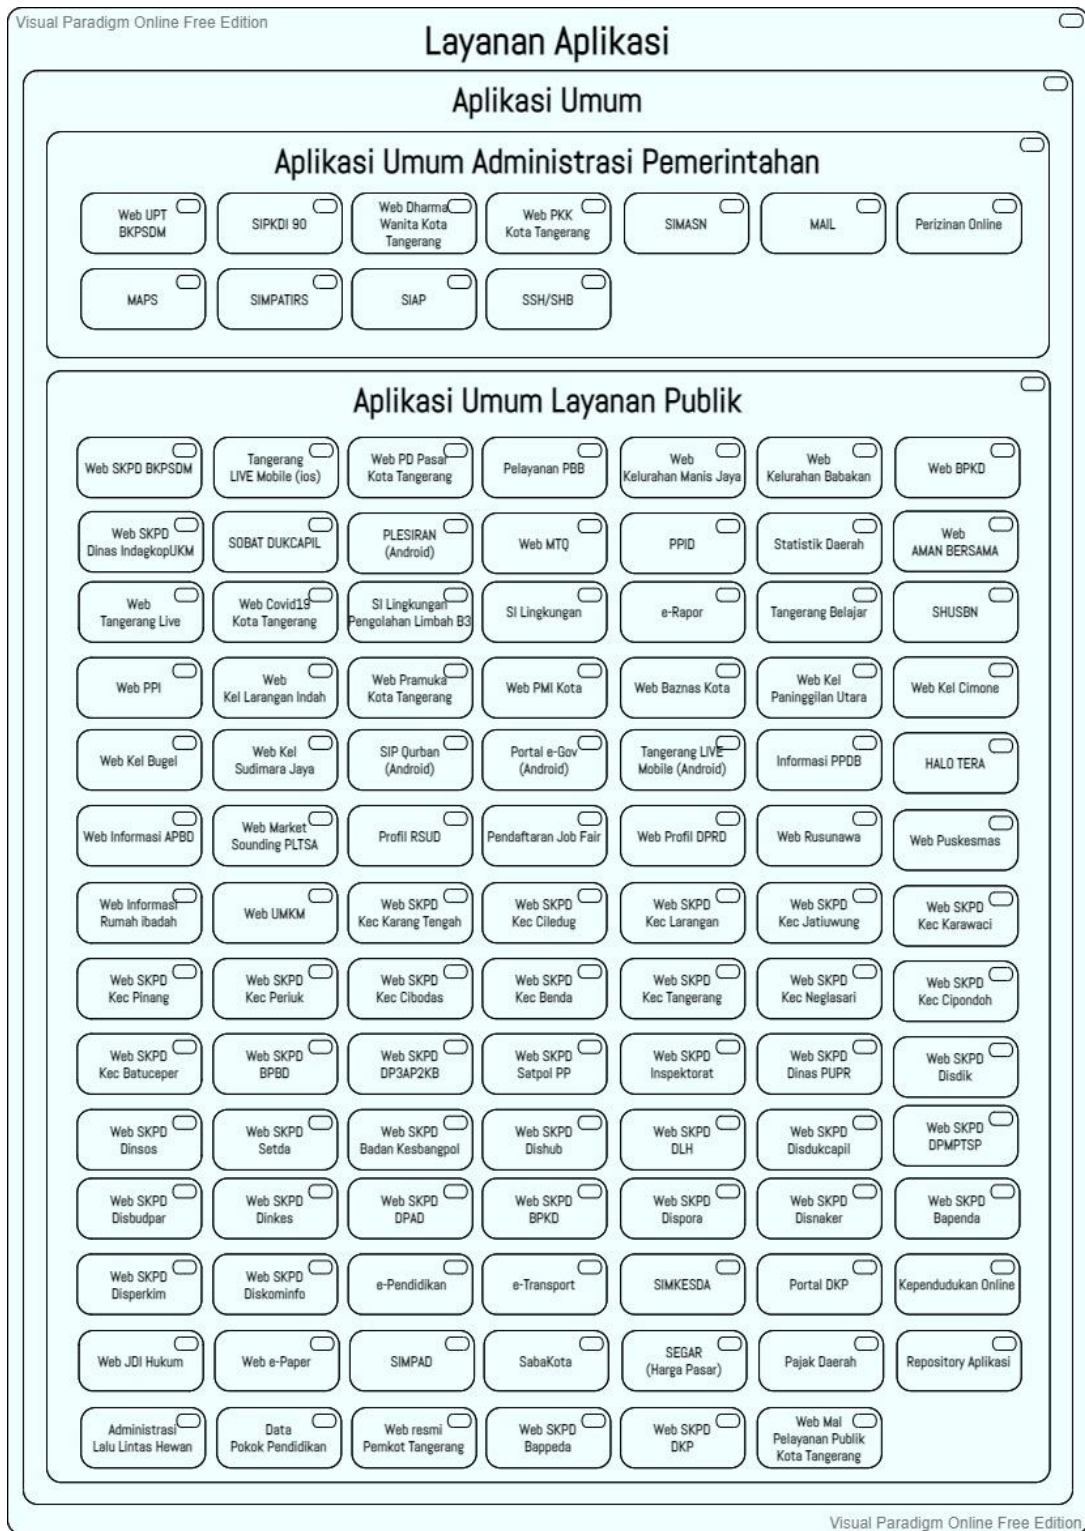 Visual Paradigm Online Free Edition
Layanan Aplikasi
Aplikasi Umum
Aplikasi Umum Administrasi Pemerintahan
Web UPT
BKPSDM
SIPKDI 90
Web Dharma
Wanita Kota
Tangerang
Web PKK
Kota Tangerang
SIMASN
MAIL
Perizinan Online
MAPS
SIMPATIRS
SIAP
SSH/SHB
Aplikasi Umum Layanan Publik
Web SKPD BKPSDM
Tangerang
LIVE Mobile (ios)
Web PD Pasar
Kota Tangerang
Pelayanan PBB
Web
Kelurahan Manis Jaya
Web
Kelurahan Babakan
Web BPKD
Web SKPD
Dinas IndagkopUKM
SOBAT DUKCAPIL
PLESIRAN
(Android)
Web MTQ
PPID
Statistik Daerah
Web
AMAN BERSAMA
Web
Tangerang Live
Web Covid19
Kota Tangerang
SI Lingkungan
Pengolahan Limbah B3
SI Lingkungan
e-Rapor
Tangerang Belajar
SHUSBN
Web PPI
Web
Kel Larangan Indah
Web Pramuka
Kota Tangerang
Web PMI Kota
Web Baznas Kota
Web Kel
Paninggilan Utara
Web Kel Cimone
Web Kel Bugel
Web Kel
Sudimara Jaya
SIP Qurban
(Android)
Portal e-Gov
(Android)
Tangerang LIVE
Mobile (Android)
Informasi PPDB
HALO TERA
Web Informasi APBD
Web Market
Sounding PLTSA
Profil RSUD
Pendaftaran Job Fair
Web Profil DPRD
Web Rusunawa
Web Puskesmas
Web Informasi
Rumah ibadah
Web UMKM
Web SKPD
Kec Karang Tengah
Web SKPD
Kec Ciledug
Web SKPD
Kec Larangan
Web SKPD
Kec Jatiuwung
Web SKPD
Kec Karawaci
Web SKPD
Kec Pinang
Web SKPD
Kec Periuk
Web SKPD
Kec Cibodas
Web SKPD
Kec Benda
Web SKPD
Kec Tangerang
Web SKPD
Kec Neglasari
Web SKPD
Kec Cipondoh
Web SKPD
Kec Batuceper
Web SKPD
BPBD
Web SKPD
DP3AP2KB
Web SKPD
Satpol PP
Web SKPD
Inspektorat
Web SKPD
Dinas PUPR
Web SKPD
Disdik
Web SKPD
Dinsos
Web SKPD
Setda
Web SKPD
Badan Kesbangpol
Web SKPD
Dishub
Web SKPD
DLH
Web SKPD
Disdukcapil
Web SKPD
DPMPTSP
Web SKPD
Disbudpar
Web SKPD
Dinkes
Web SKPD
DPAD
Web SKPD
BPKD
Web SKPD
Dispora
Web SKPD
Disnaker
Web SKPD
Bapenda
Web SKPD
Disperkim
Web SKPD
Diskominfo
e-Pendidikan
e-Transport
SIMKESDA
Portal DKP
Kependudukan Online
Web JDI Hukum
Web e-Paper
SIMPAD
SabaKota
SEGAR
(Harga Pasar)
Pajak Daerah
Repository Aplikasi
Administrasi
Lalu Lintas Hewan
Data
Pokok Pendidikan
Web resmi
Pemkot Tangerang
Web SKPD
Bappeda
Web SKPD
DKP
Web Mal
Pelayanan Publik
Kota Tangerang
Visual Paradigm Online Free Edition